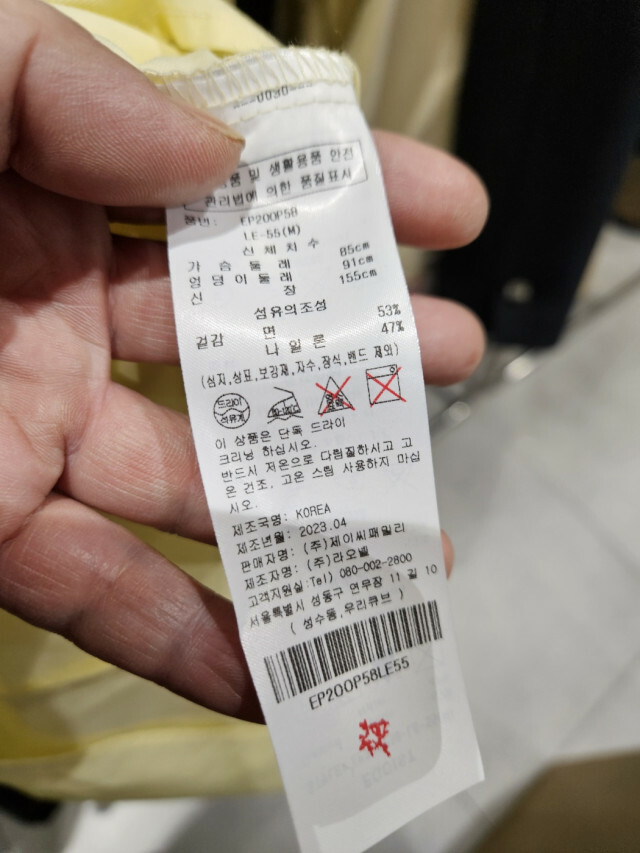 품 및 생활용품 안전
관리법에 의한 품질표시
품번: EP2OOP58
LE-55(M)
신 체 치 수
가 슴 둘 레 85cm
엉 덩 이 둘 레 91cm
신 장 155cm
섬유의조성
겉감 면 53%
나 일 론 47%
(심지,상표,보강재,자수,장식,밴드 제외)
드라이
석유계
이 상품은 단독 드라이
크리닝 하십시오.
반드시 저온으로 다림질하시고 고
온 건조, 고온 스팀 사용하지 마십
시오.
제조국명: KOREA
제조년월: 2023.04
판매자명: (주)제이씨패밀리
제조자명: (주)라오벨
고객지원실:Tel) 080-002-2800
서울특별시 성동구 연무장 11 길 10
( 성수동,우리큐브 )
EP2OOP58LE55